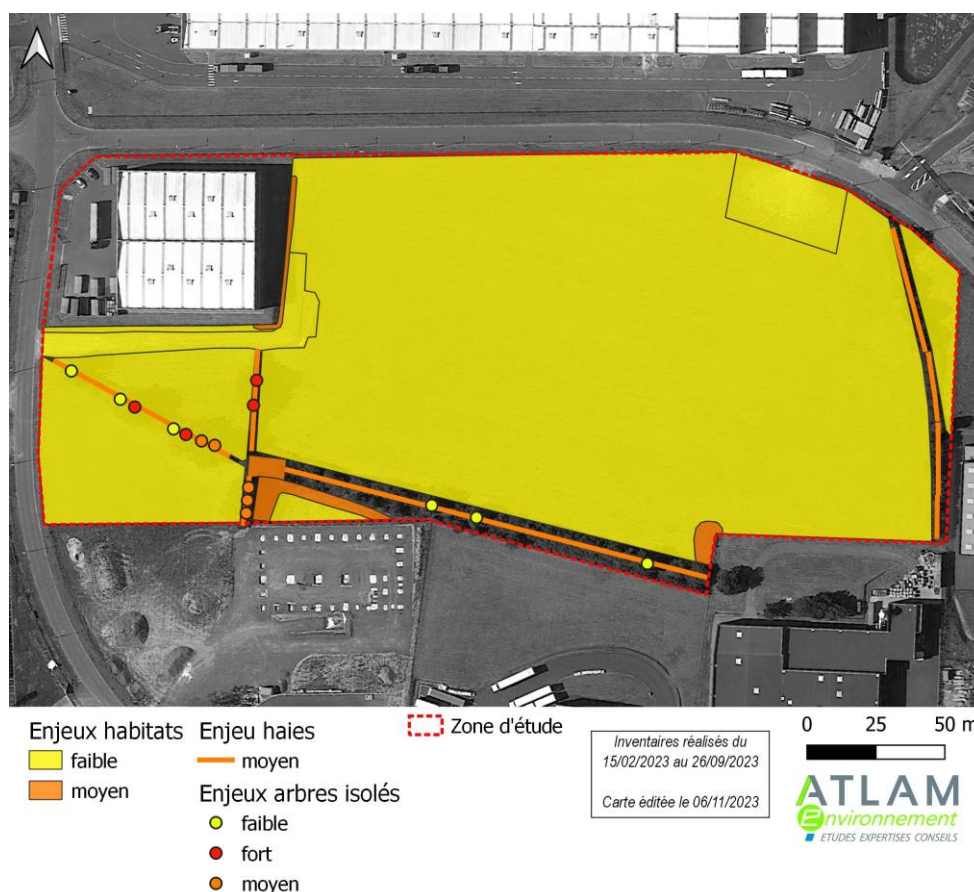 Enjeux habitats
faible
moyen
Enjeu haies
moyen
Enjeux arbres isolés
faible
fort
moyen
Zone d'étude
Inventaires réalisés du
15/02/2023 au 26/09/2023
Carte éditée le 06/11/2023
0 25 50 m
ATLAM
environnement
ETUDES EXPERTISES CONSEILS